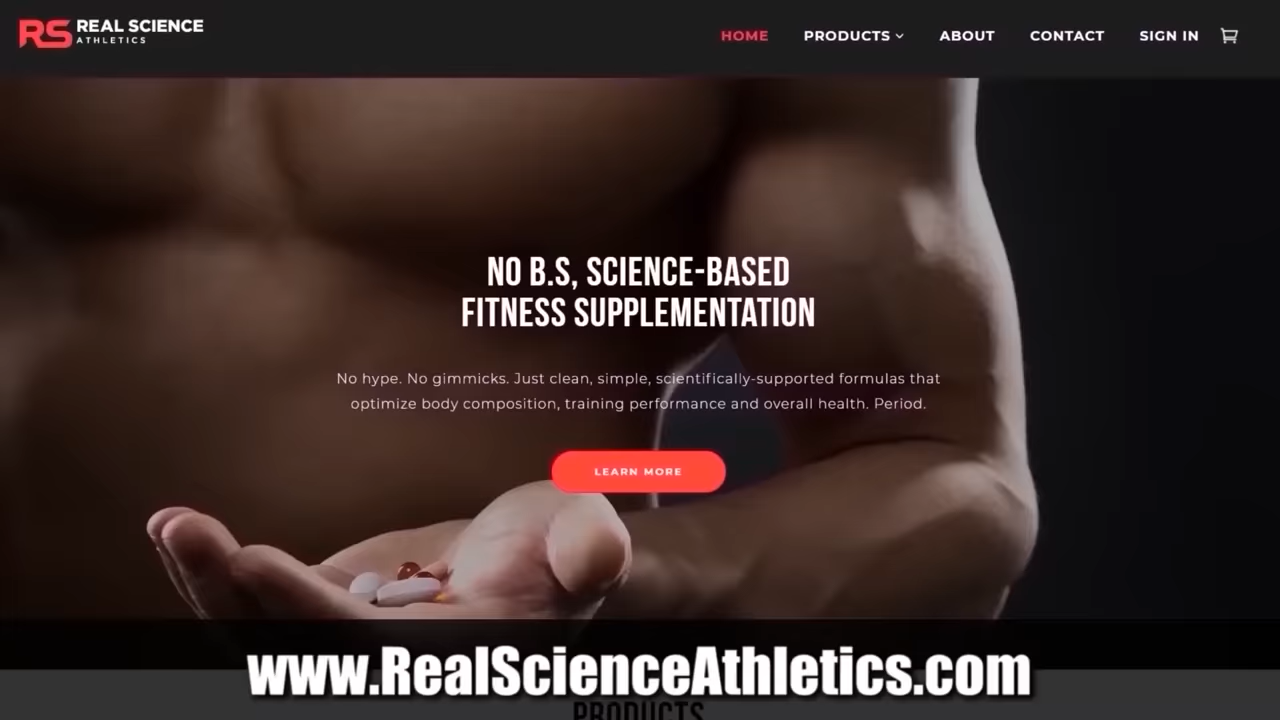 RS REAL SCIENCE
ATHLETICS
HOME PRODUCTS ABOUT CONTACT SIGN IN
NO B.S, SCIENCE-BASED
FITNESS SUPPLEMENTATION
No hype. No gimmicks. Just clean, simple, scientifically-supported formulas that
optimize body composition, training performance and overall health. Period.
LEARN MORE
www.RealScienceAthletics.com
PRODUCTS